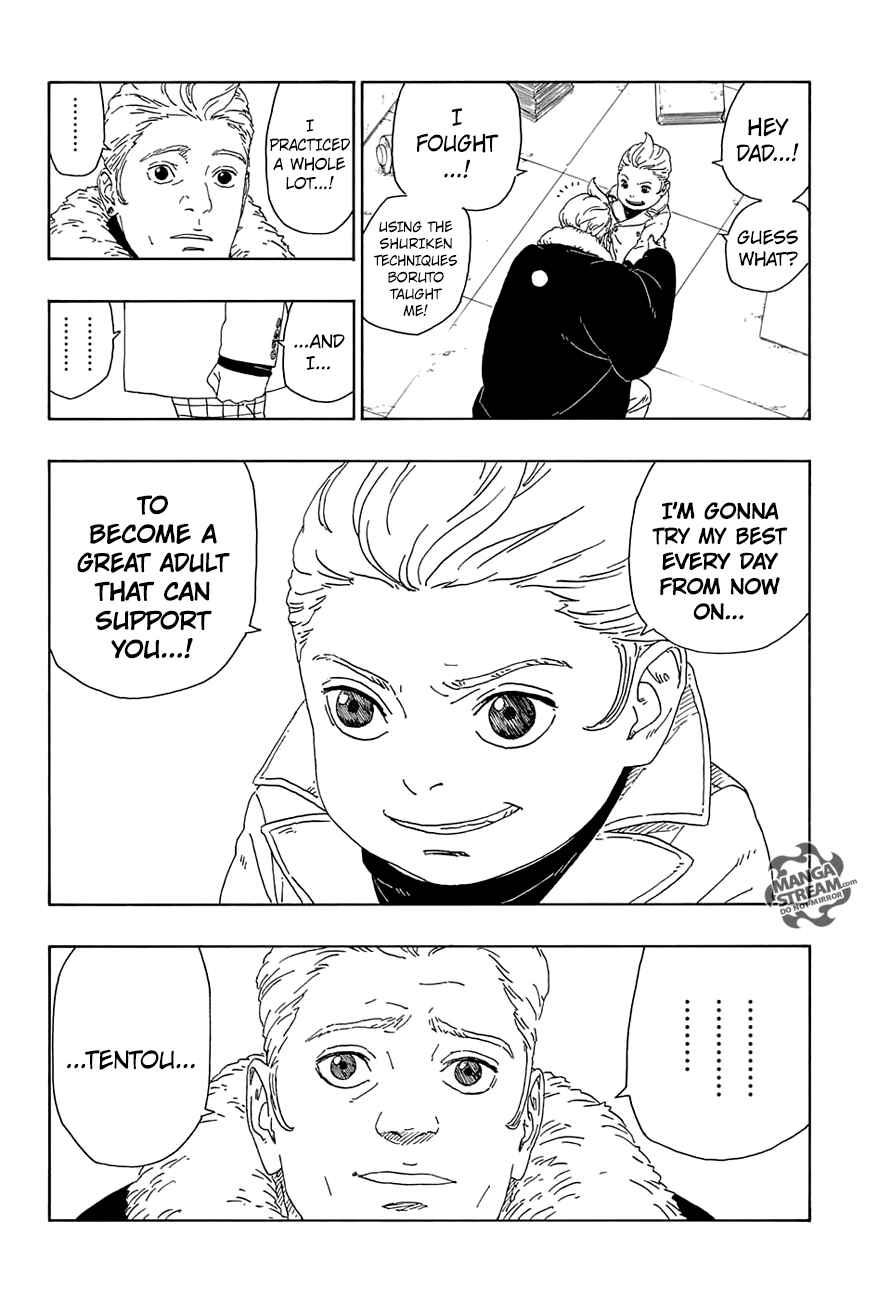 HEY
DAD...!
GUESS
WHAT?
I
FOUGHT
...!
USING THE
SHURIKEN
TECHNIQUES
BORUTO
TAUGHT
ME!
I
PRACTICED
A WHOLE
LOT...!
......
...AND
I...
......
......
I'M GONNA
TRY MY BEST
EVERY DAY
FROM NOW
ON...
TO
BECOME A
GREAT ADULT
THAT CAN
SUPPORT
YOU...!
MANGA
STREAM.com
DO NOT MIRROR
.........
............
.........
...TENTOU...